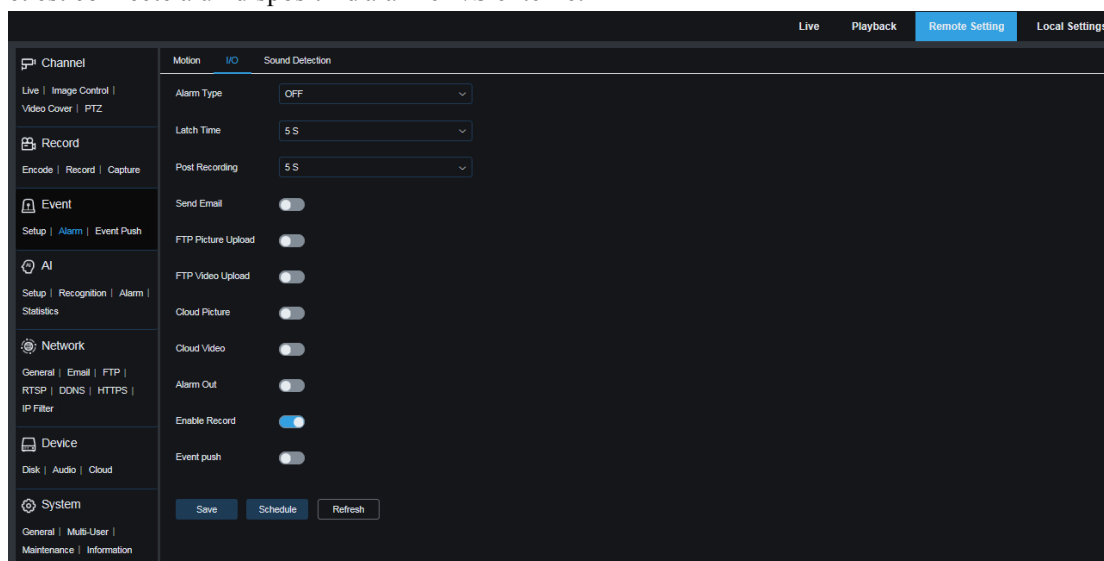 Live Playback Remote Setting Local Settings
Channel
Live | Image Control |
Video Cover | PTZ
Record
Encode | Record | Capture
Event
Setup | Alarm | Event Push
AI
Setup | Recognition | Alarm |
Statistics
Network
General | Email | FTP |
RTSP | DDNS | HTTPS |
IP Filter
Device
Disk | Audio | Cloud
System
General | Multi-User |
Maintenance | Information
Motion I/O Sound Detection
Alarm Type OFF
Latch Time 5 S
Post Recording 5 S
Send Email
FTP Picture Upload
FTP Video Upload
Cloud Picture
Cloud Video
Alarm Out
Enable Record
Event push
Save Schedule Refresh